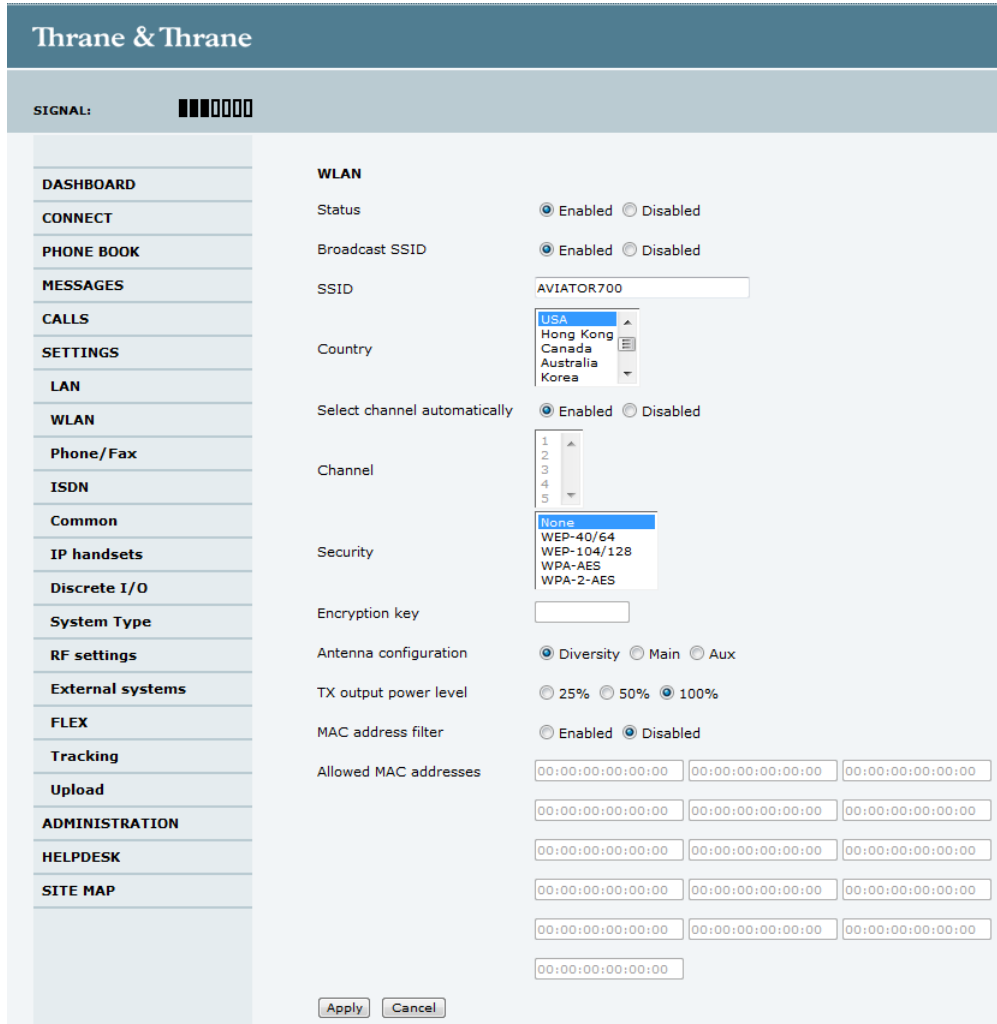 Thrane & Thrane
SIGNAL:
DASHBOARD
CONNECT
PHONE BOOK
MESSAGES
CALLS
SETTINGS
LAN
WLAN
Phone/Fax
ISDN
Common
IP handsets
Discrete I/O
System Type
RF settings
External systems
FLEX
Tracking
Upload
ADMINISTRATION
HELPDESK
SITE MAP
WLAN
Status Enabled Disabled
Broadcast SSID Enabled Disabled
SSID AVIATOR700
Country
USA
Hong Kong
Canada
Australia
Korea
Select channel automatically Enabled Disabled
Channel
1
2
3
4
5
Security
None
WEP-40/64
WEP-104/128
WPA-AES
WPA-2-AES
Encryption key
Antenna configuration Diversity Main Aux
TX output power level 25% 50% 100%
MAC address filter Enabled Disabled
Allowed MAC addresses 00:00:00:00:00:00 00:00:00:00:00:00 00:00:00:00:00:00
00:00:00:00:00:00 00:00:00:00:00:00 00:00:00:00:00:00
00:00:00:00:00:00 00:00:00:00:00:00 00:00:00:00:00:00
00:00:00:00:00:00 00:00:00:00:00:00 00:00:00:00:00:00
00:00:00:00:00:00 00:00:00:00:00:00 00:00:00:00:00:00
00:00:00:00:00:00
Apply Cancel